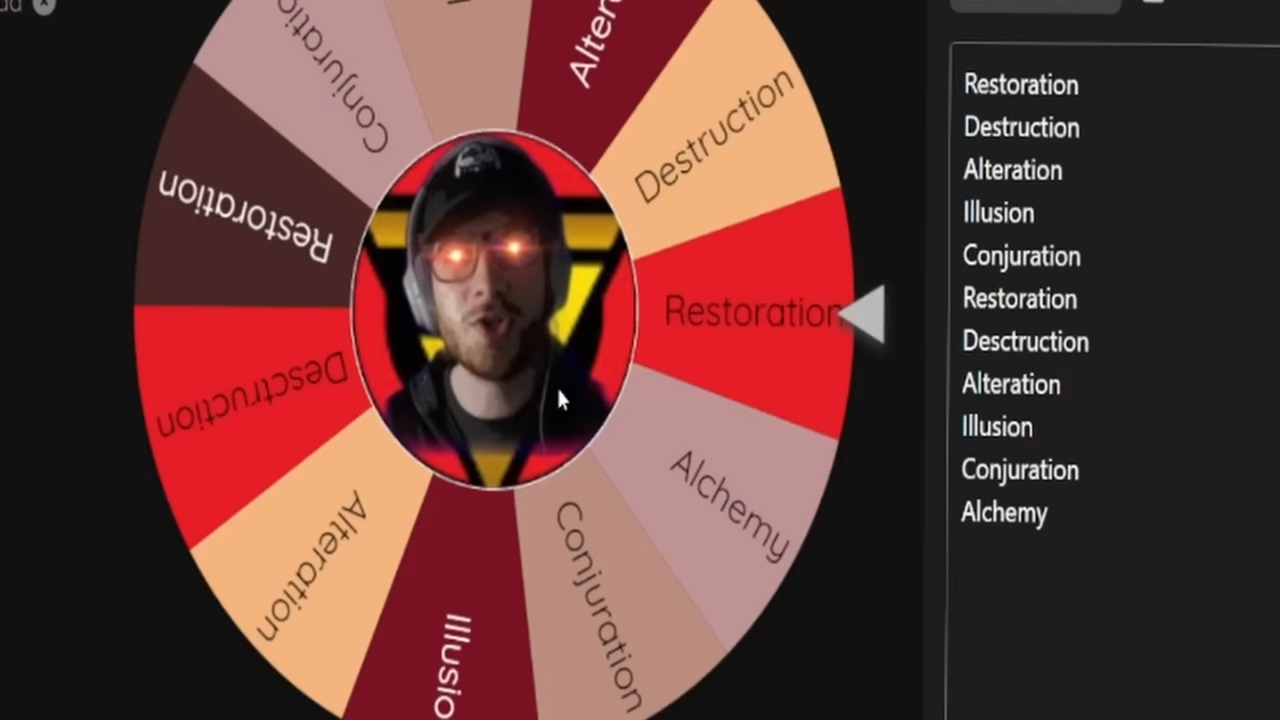 Conjuration
Alter
Destruction
Restoration
Restoration
Desctruction
Alchemy
Alteration
Conjuration
Illusio
Restoration
Destruction
Alteration
Illusion
Conjuration
Restoration
Desctruction
Alteration
Illusion
Conjuration
Alchemy